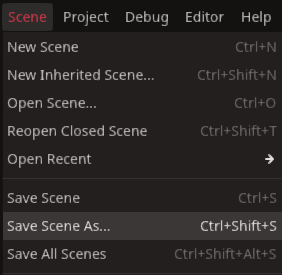 Scene Project Debug Editor Help
New Scene Ctrl+N
New Inherited Scene... Ctrl+Shift+N
Open Scene... Ctrl+O
Reopen Closed Scene Ctrl+Shift+T
Open Recent
Save Scene Ctrl+S
Save Scene As... Ctrl+Shift+S
Save All Scenes Ctrl+Shift+Alt+S